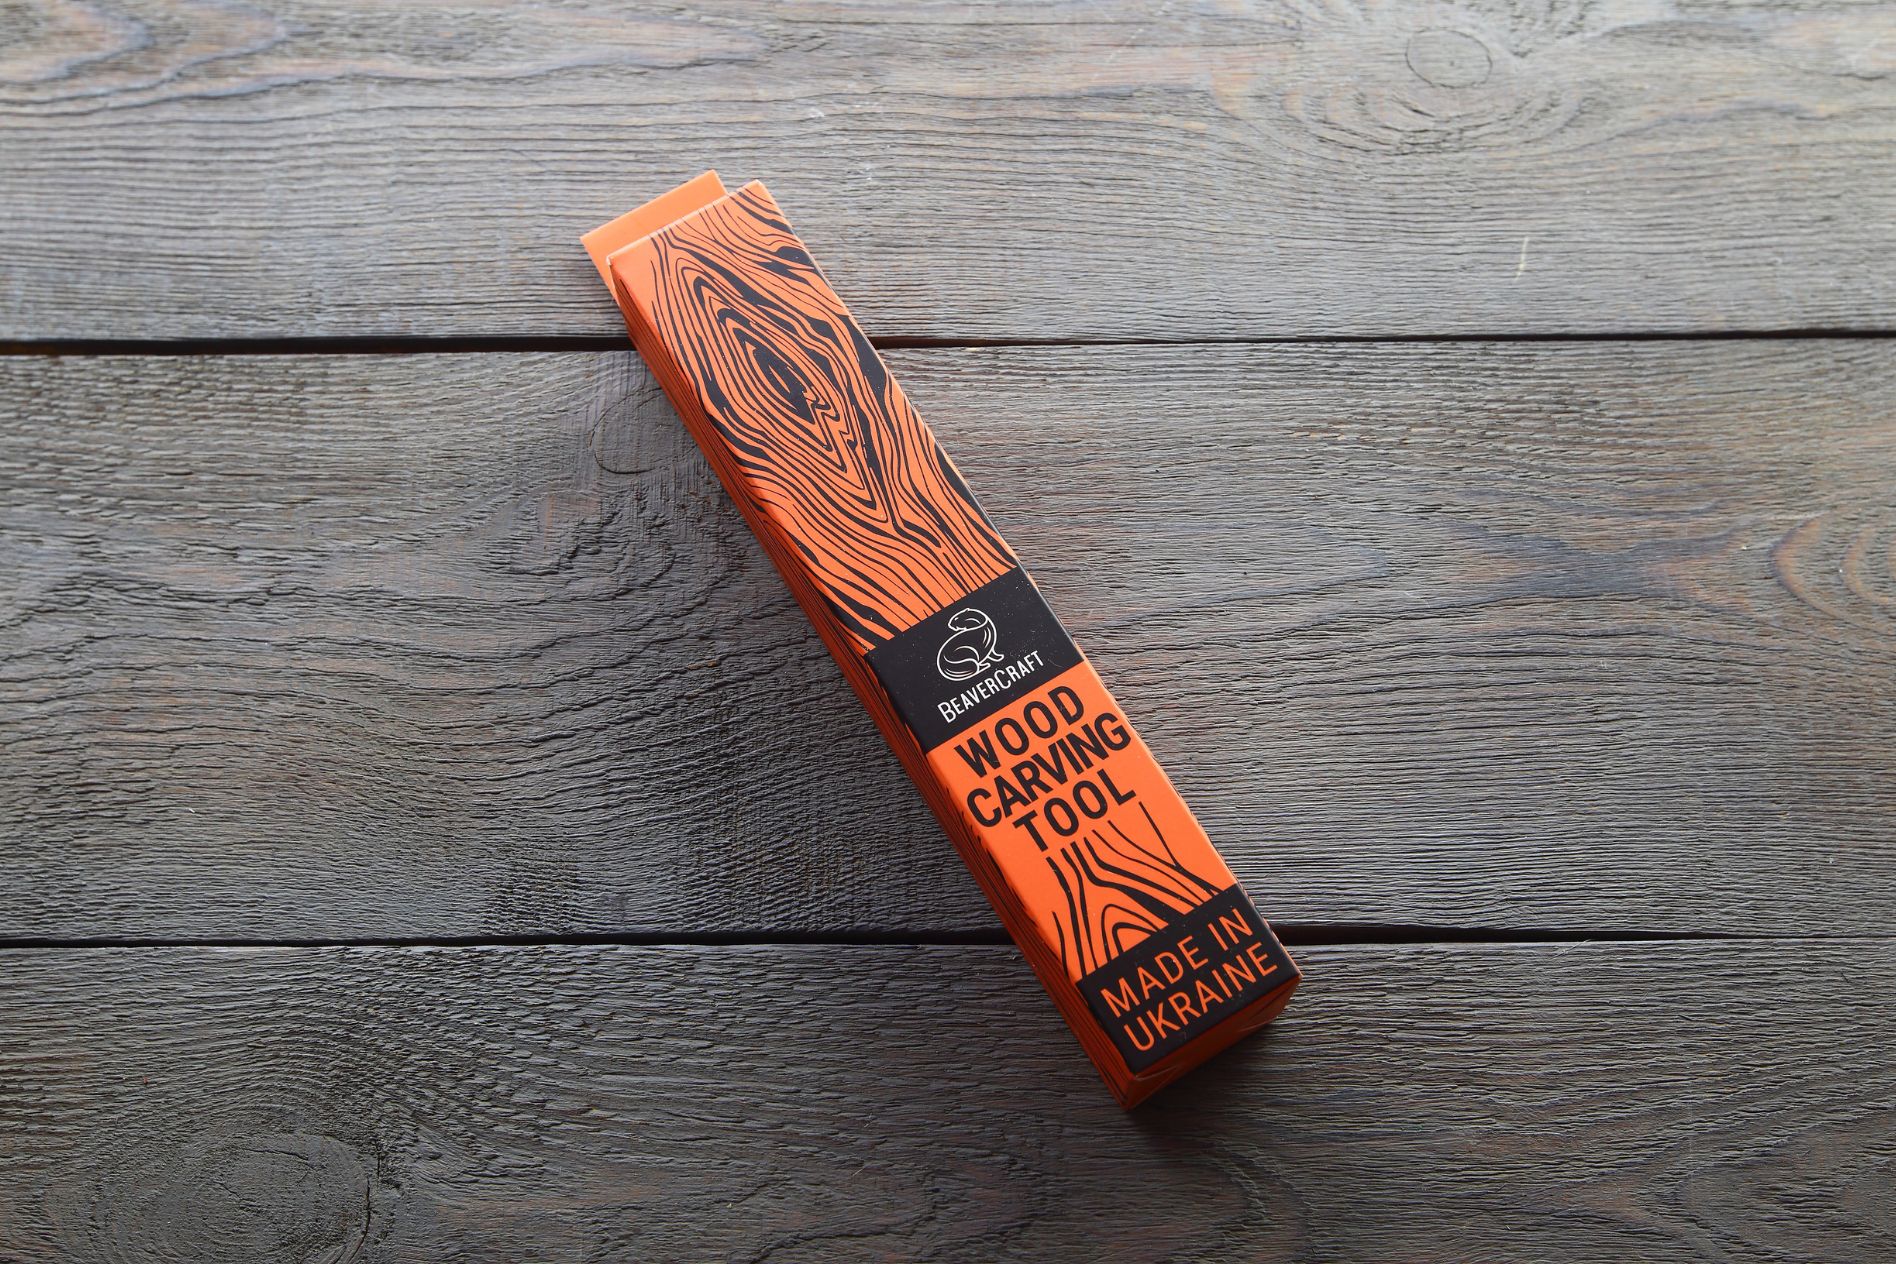 BEAVERCRAFT
WOOD
CARVING
TOOL
MADE IN
UKRAINE